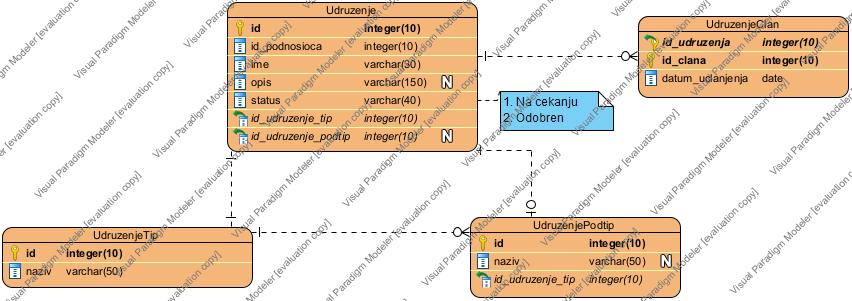 Udruzenje
id integer(10)
id_podnosioca integer(10)
ime varchar(30)
opis varchar(150) N
status varchar(40)
id_udruzenje_tip integer(10)
id_udruzenje_podtip integer(10) N
UdruzenjeClan
id_udruzenja integer(10)
id_clana integer(10)
datum_uclanjenja date
1. Na cekanju
2. Odobren
UdruzenjeTip
id integer(10)
naziv varchar(50)
UdruzenjePodtip
id integer(10)
naziv varchar(50) N
id_udruzenje_tip integer(10)
Visual Paradigm Modeler [evaluation copy]